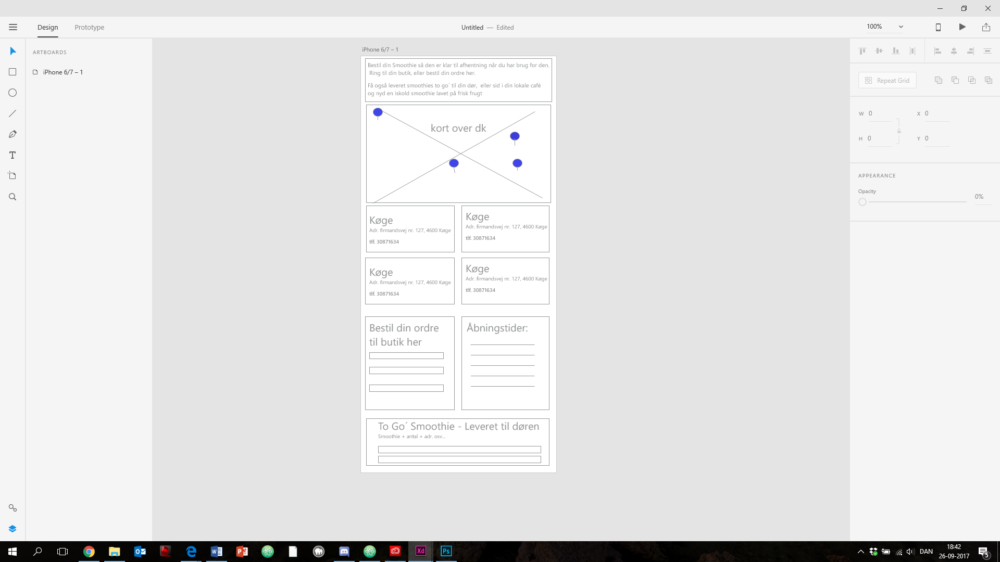 Design
Prototype
Untitled — Edited
100%
ARTBOARDS
iPhone 6/7 – 1
iPhone 6/7 – 1
Bestil din Smoothie så den er klar til afhentning når du har brug for den.
Ring til din butik, eller bestil din ordre her.
Få også leveret smoothies to go´ til din dør,  eller sid i din lokale café
og nyd en iskold smoothie lavet på frisk frugt
kort over dk
Køge
Adr. firmandsvej nr. 127, 4600 Køge
tlf. 30871634
Køge
Adr. firmandsvej nr. 127, 4600 Køge
tlf. 30871634
Køge
Adr. firmandsvej nr. 127, 4600 Køge
tlf. 30871634
Køge
Adr. firmandsvej nr. 127, 4600 Køge
tlf. 30871634
Bestil din ordre
til butik her
Åbningstider:
To Go´ Smoothie - Leveret til døren
Smoothie + antal + adr. osv...
Repeat Grid
W 0
X 0
H 0
Y 0
APPEARANCE
Opacity
0%
Xd
Ps
DAN
18:42
26-09-2017
5